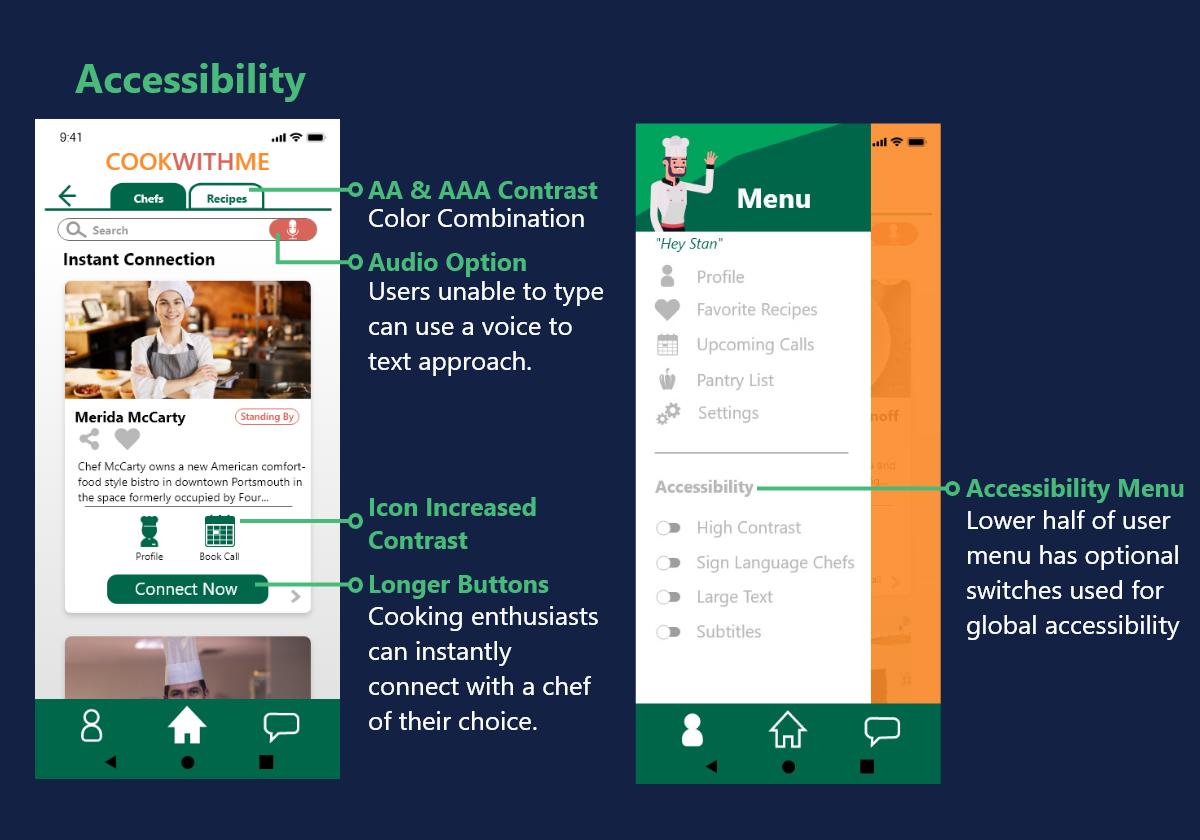 Accessibility
9:41
COOKWITHME
Chefs
Recipes
Search
Instant Connection
Merida McCarty
Standing By
Chef McCarty owns a new American comfort-
food style bistro in downtown Portsmouth in
the space formerly occupied by Four...
Profile
Book Call
Connect Now
AA & AAA Contrast
Color Combination
Audio Option
Users unable to type
can use a voice to
text approach.
Icon Increased
Contrast
Longer Buttons
Cooking enthusiasts
can instantly
connect with a chef
of their choice.
Menu
"Hey Stan"
Profile
Favorite Recipes
Upcoming Calls
Pantry List
Settings
Accessibility
High Contrast
Sign Language Chefs
Large Text
Subtitles
noff
and
Accessibility Menu
Lower half of user
menu has optional
switches used for
global accessibility